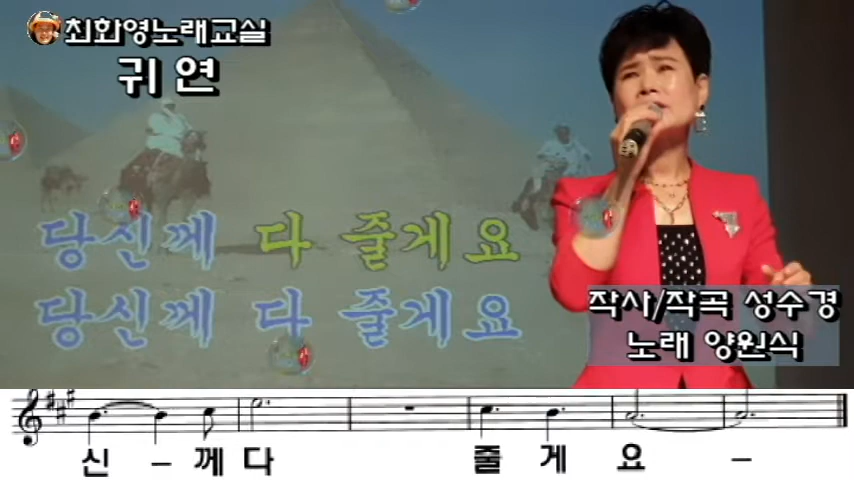 최화영노래교실
귀연
당신께 다 줄게요
당신께 다 줄게요
작사/작곡 성수경
노래 양원식
신 - 께 다 줄 게 요 -